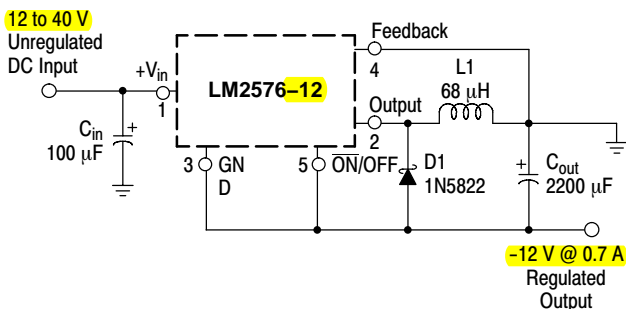 12 to 40 V
Unregulated
DC Input
Feedback
+Vin
4
L1
LM2576–12
68 μH
1
Output
2
Cin
+
100 μF
3
GN
D
5
ON/OFF
D1
1N5822
+
Cout
2200 μF
–12 V @ 0.7 A
Regulated
Output